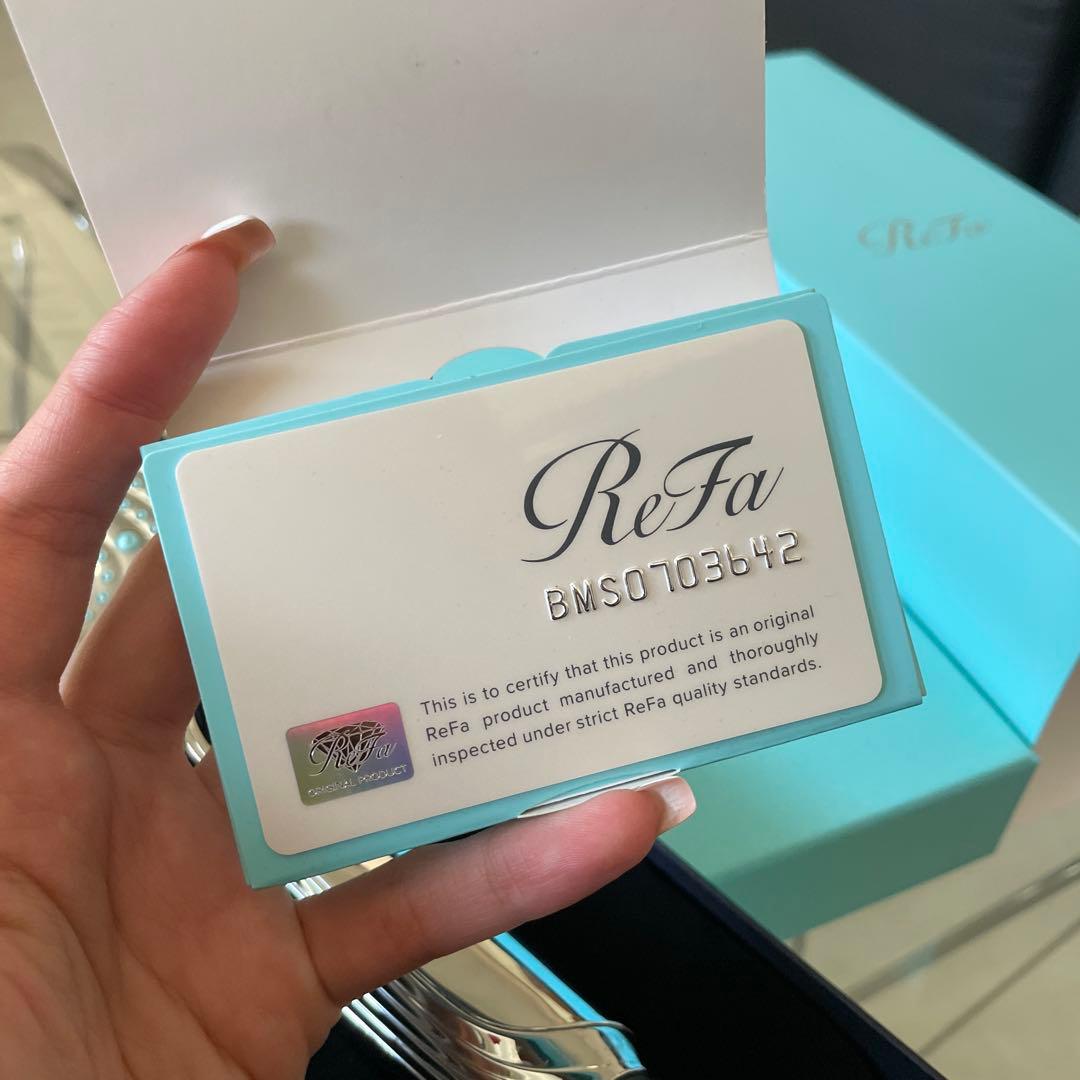 ReFa
ReFa
BMS0703642
This is to certify that this product is an original
ReFa product manufactured and thoroughly
inspected under strict ReFa quality standards.
ReFa
ORIGINAL PRODUCT